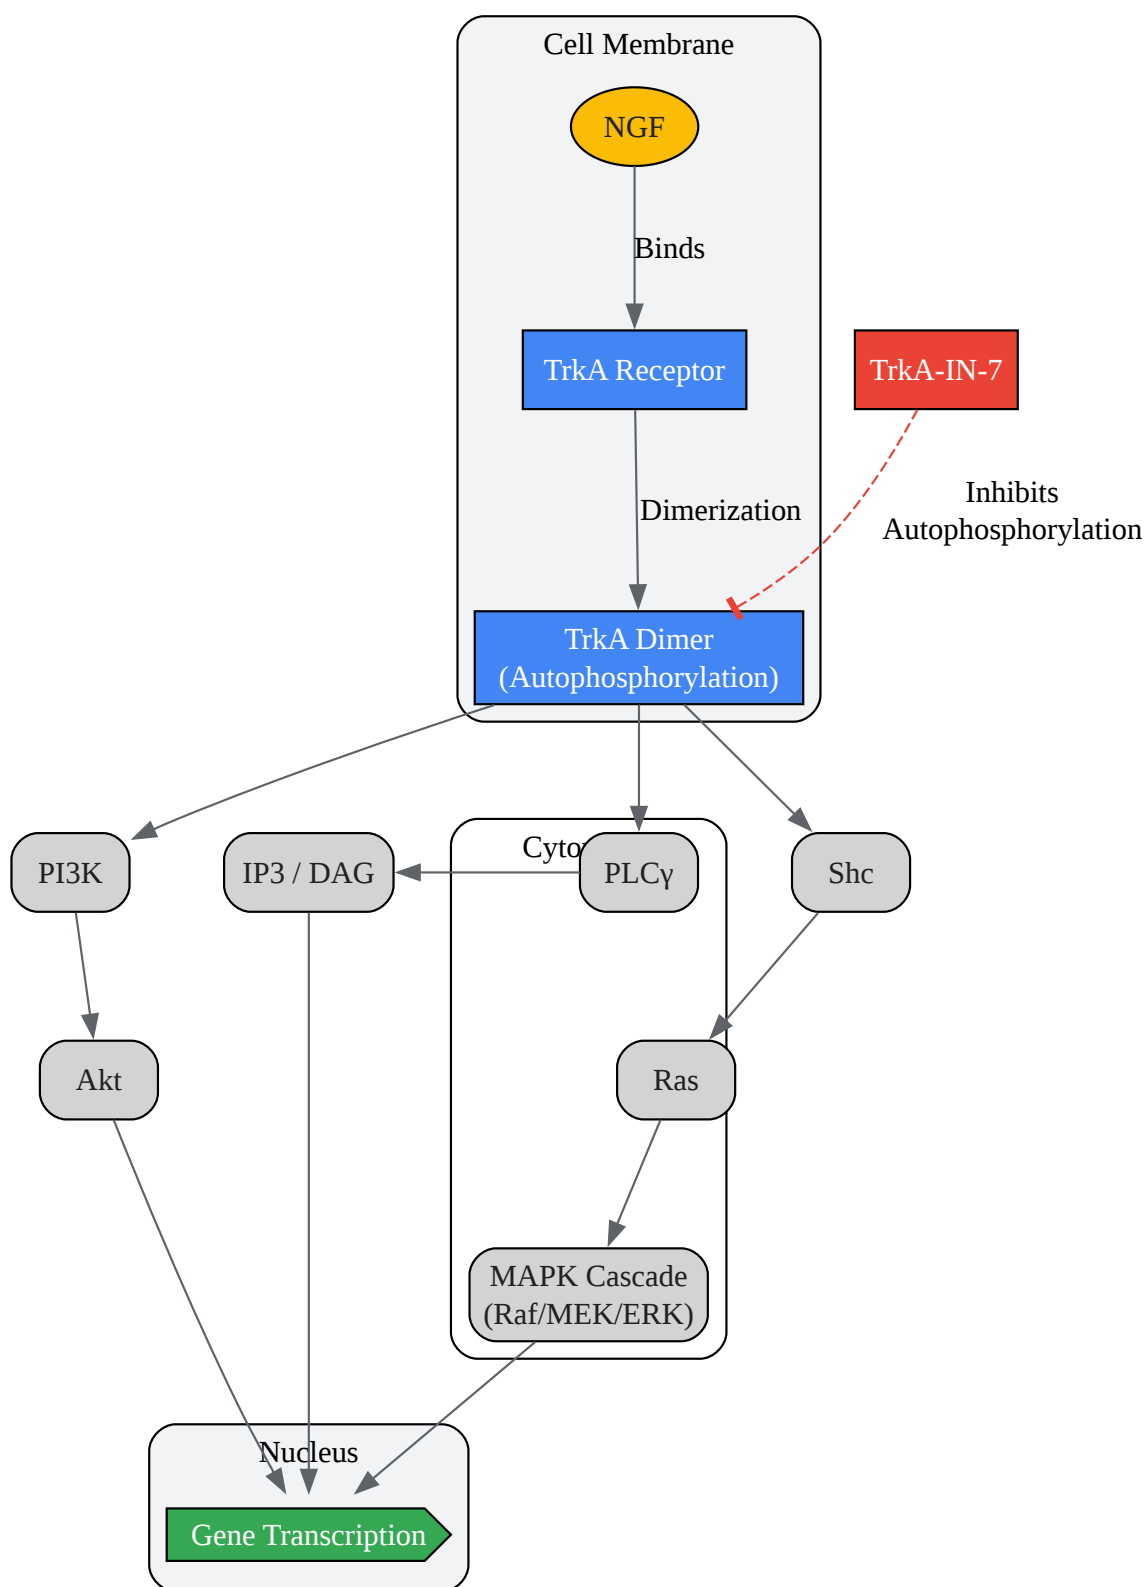 Cell Membrane
NGF
Binds
TrkA Receptor
TrkA-IN-7
Dimerization
Inhibits
Autophosphorylation
TrkA Dimer
(Autophosphorylation)
PI3K
IP3 / DAG
PLCγ
Shc
Akt
Ras
MAPK Cascade
(Raf/MEK/ERK)
Nucleus
Gene Transcription